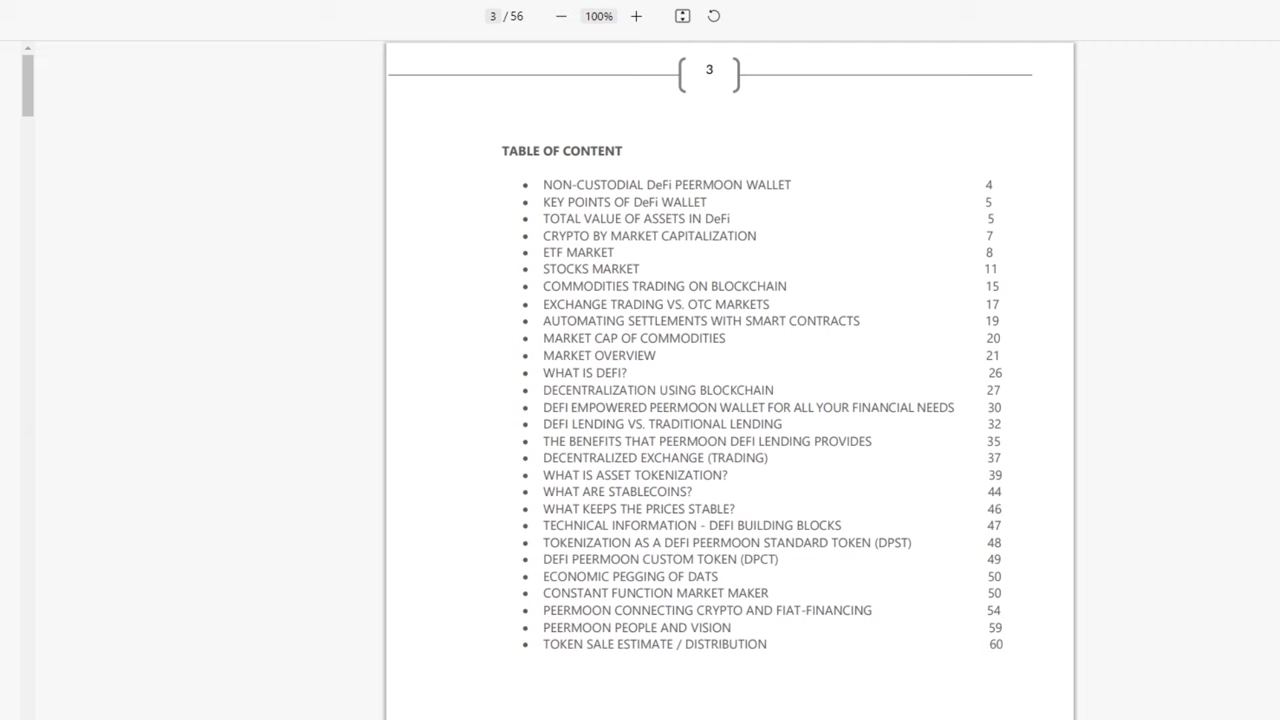 3 / 56 — 100% +
3
TABLE OF CONTENT
• NON-CUSTODIAL DeFi PEERMOON WALLET 4
• KEY POINTS OF DeFi WALLET 5
• TOTAL VALUE OF ASSETS IN DeFi 5
• CRYPTO BY MARKET CAPITALIZATION 7
• ETF MARKET 8
• STOCKS MARKET 11
• COMMODITIES TRADING ON BLOCKCHAIN 15
• EXCHANGE TRADING VS. OTC MARKETS 17
• AUTOMATING SETTLEMENTS WITH SMART CONTRACTS 19
• MARKET CAP OF COMMODITIES 20
• MARKET OVERVIEW 21
• WHAT IS DEFI? 26
• DECENTRALIZATION USING BLOCKCHAIN 27
• DEFI EMPOWERED PEERMOON WALLET FOR ALL YOUR FINANCIAL NEEDS 30
• DEFI LENDING VS. TRADITIONAL LENDING 32
• THE BENEFITS THAT PEERMOON DEFI LENDING PROVIDES 35
• DECENTRALIZED EXCHANGE (TRADING) 37
• WHAT IS ASSET TOKENIZATION? 39
• WHAT ARE STABLECOINS? 44
• WHAT KEEPS THE PRICES STABLE? 46
• TECHNICAL INFORMATION - DEFI BUILDING BLOCKS 47
• TOKENIZATION AS A DEFI PEERMOON STANDARD TOKEN (DPST) 48
• DEFI PEERMOON CUSTOM TOKEN (DPCT) 49
• ECONOMIC PEGGING OF DATS 50
• CONSTANT FUNCTION MARKET MAKER 50
• PEERMOON CONNECTING CRYPTO AND FIAT-FINANCING 54
• PEERMOON PEOPLE AND VISION 59
• TOKEN SALE ESTIMATE / DISTRIBUTION 60